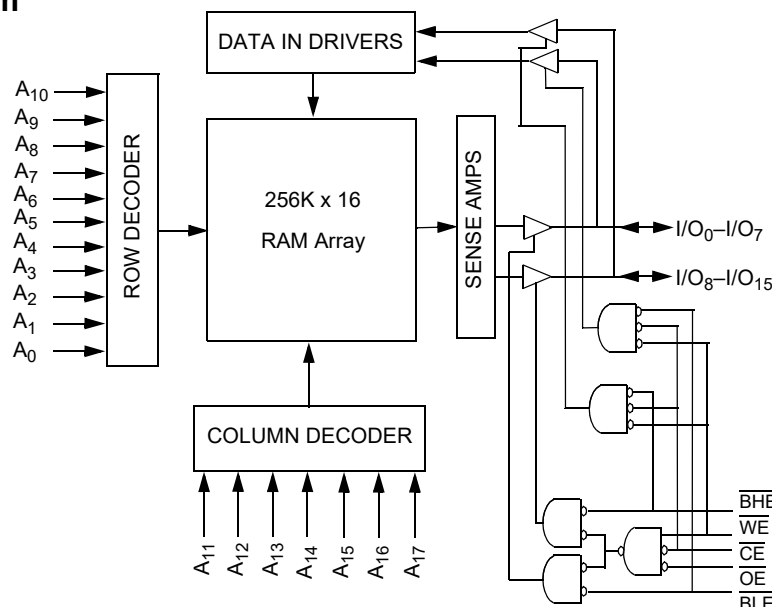 DATA IN DRIVERS
A10
A9
A8
A7
A6
A5
A4
A3
A2
A1
A0
ROW DECODER
256K x 16
RAM Array
SENSE AMPS
I/O0–I/O7
I/O8–I/O15
COLUMN DECODER
A11
A12
A13
A14
A15
A16
A17
BHE
WE
CE
OE
BLE